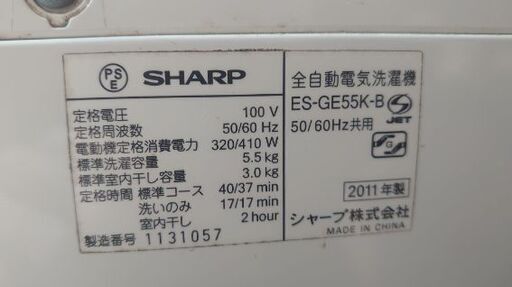 PS
E
SHARP
定格電圧 100 V
定格周波数 50/60 Hz
電動機定格消費電力 320/410 W
標準洗濯容量 5.5 kg
標準室内干し容量 3.0 kg
定格時間 標準コース 40/37 min
洗いのみ 17/17 min
室内干し 2 hour
製造番号 1131057
全自動電気洗濯機
ES-GE55K-B
S
JET
50/60Hz共用
G
2011年製
シャープ株式会社
MADE IN CHINA